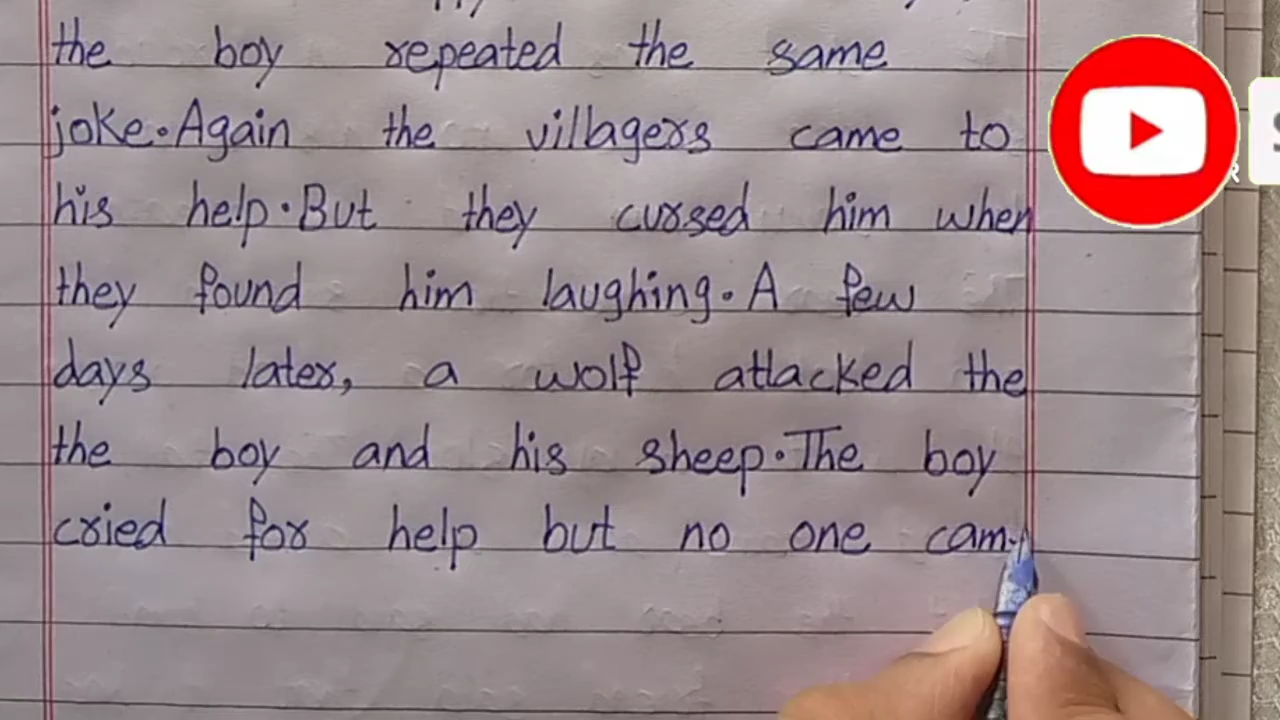 the boy repeated the same
joke. Again the villagers came to
his help. But they cursed him when
they found him laughing. A few
days later, a wolf attacked the
the boy and his sheep. The boy
cried for help but no one cam